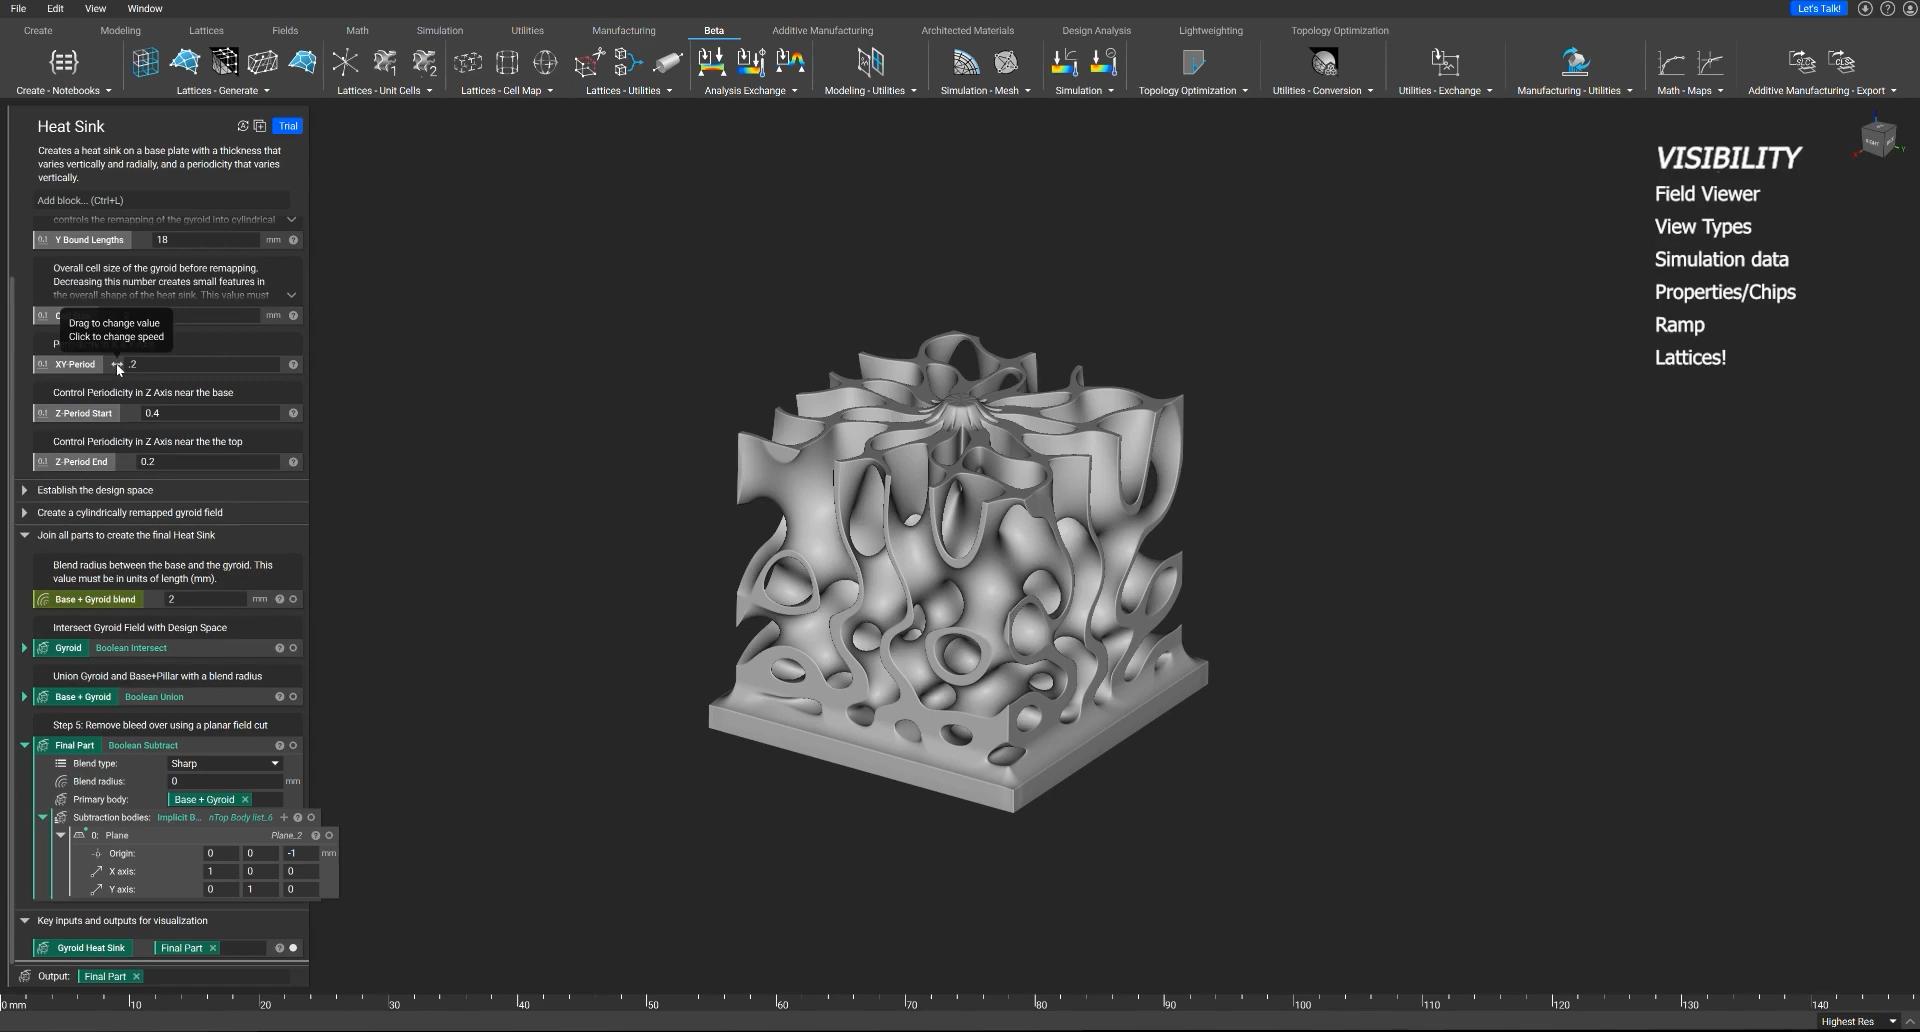 File Edit View Window Let's Talk!
Create Modeling Lattices Fields Math Simulation Utilities Manufacturing Beta Additive Manufacturing Architected Materials Design Analysis Lightweighting Topology Optimization
Create - Notebooks Lattices - Generate Lattices - Unit Cells Lattices - Cell Map Lattices - Utilities Analysis Exchange Modeling - Utilities Simulation - Mesh Simulation Topology Optimization Utilities - Conversion Utilities - Exchange Manufacturing - Utilities Math - Maps Additive Manufacturing - Export
Heat Sink Trial
Creates a heat sink on a base plate with a thickness that
varies vertically and radially, and a periodicity that varies
vertically.
Add block... (Ctrl+L)
controls the remapping of the gyroid into cylindrical
0.1 Y Bound Lengths 18 mm
Overall cell size of the gyroid before remapping.
Decreasing this number creates small features in
the overall shape of the heat sink. This value must
0.1 C mm
Drag to change value
Click to change speed
0.1 XY-Period .2
Control Periodicity in Z Axis near the base
0.1 Z-Period Start 0.4
Control Periodicity in Z Axis near the the top
0.1 Z-Period End 0.2
Establish the design space
Create a cylindrically remapped gyroid field
Join all parts to create the final Heat Sink
Blend radius between the base and the gyroid. This
value must be in units of length (mm).
Base + Gyroid blend 2 mm
Intersect Gyroid Field with Design Space
Gyroid Boolean Intersect
Union Gyroid and Base+Pillar with a blend radius
Base + Gyroid Boolean Union
Step 5: Remove bleed over using a planar field cut
Final Part Boolean Subtract
Blend type: Sharp
Blend radius: 0 mm
Primary body: Base + Gyroid
Subtraction bodies: Implicit B... nTop Body list_6
0: Plane Plane_2
Origin: 0 0 -1 mm
X axis: 1 0 0
Y axis: 0 1 0
Key inputs and outputs for visualization
Gyroid Heat Sink Final Part
Output: Final Part
VISIBILITY
Field Viewer
View Types
Simulation data
Properties/Chips
Ramp
Lattices!
RIGHT
0 mm 10 20 30 40 50 60 70 80 90 100 110 120 130 140
Highest Res